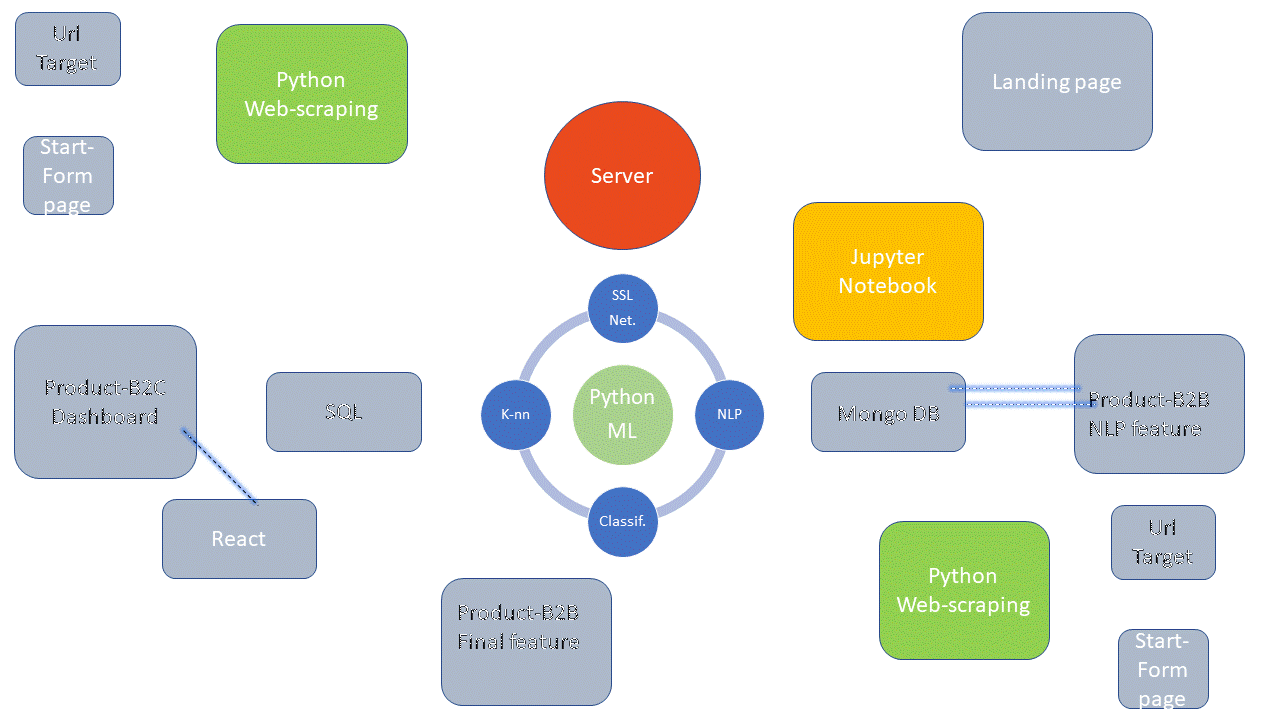 Url
Target
Python
Web-scraping
Landing page
Start-
Form
page
Server
Jupyter
Notebook
SSL
Net.
Product-B2C
Dashboard
SQL
K-nn
Python
ML
NLP
Mongo DB
Product-B2B
NLP feature
React
Classif.
Url
Target
Python
Web-scraping
Product-B2B
Final feature
Start-
Form
page